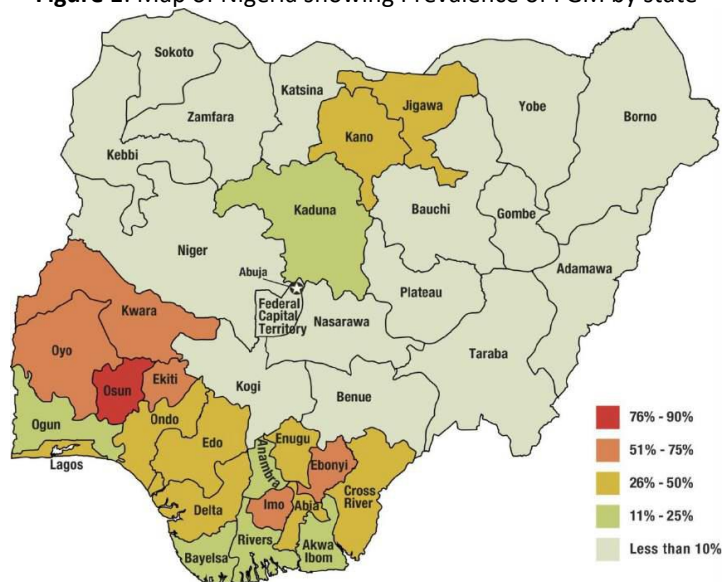 Figure 1: Map of Nigeria showing Prevalence of FGM by state
Sokoto
Katsina
Jigawa
Yobe
Borno
Zamfara
Kano
Kebbi
Kaduna
Bauchi
Gombe
Niger
Adamawa
Abuja
Plateau
Federal
Capital
Territory
Nasarawa
Kwara
Oyo
Taraba
Osun
Ekiti
Kogi
Benue
Ogun
Ondo
Edo
Enugu
Anambra
Ebonyi
Lagos
Cross
River
Delta
Imo
Abia
Rivers
Akwa
Ibom
Bayelsa
76% - 90%
51% - 75%
26% - 50%
11% - 25%
Less than 10%